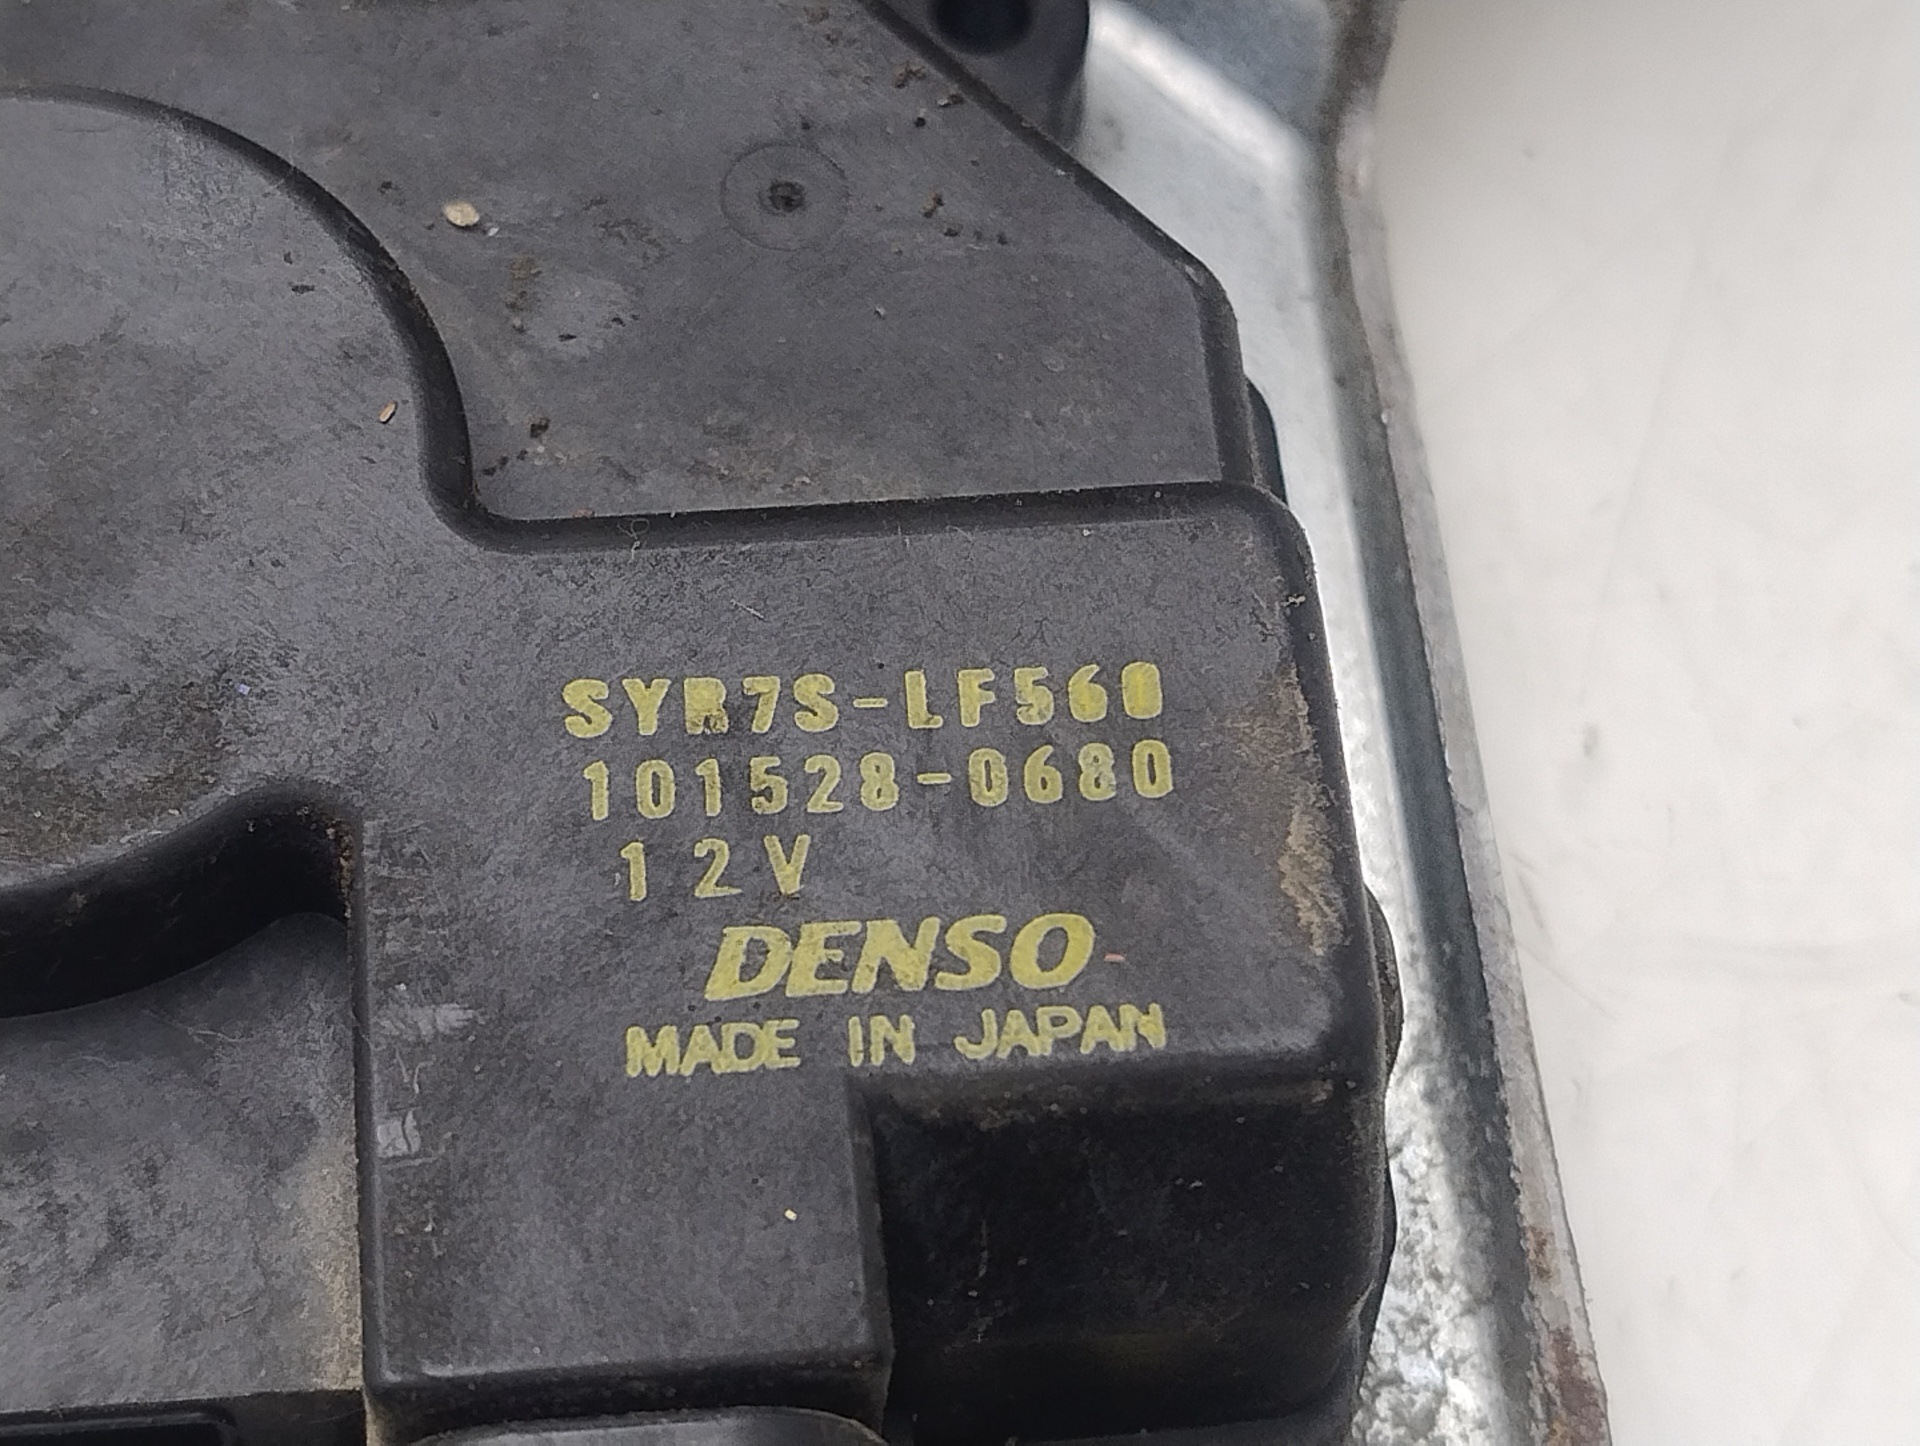 SYR7S-LF560
101528-0680
12V
DENSO
MADE IN JAPAN